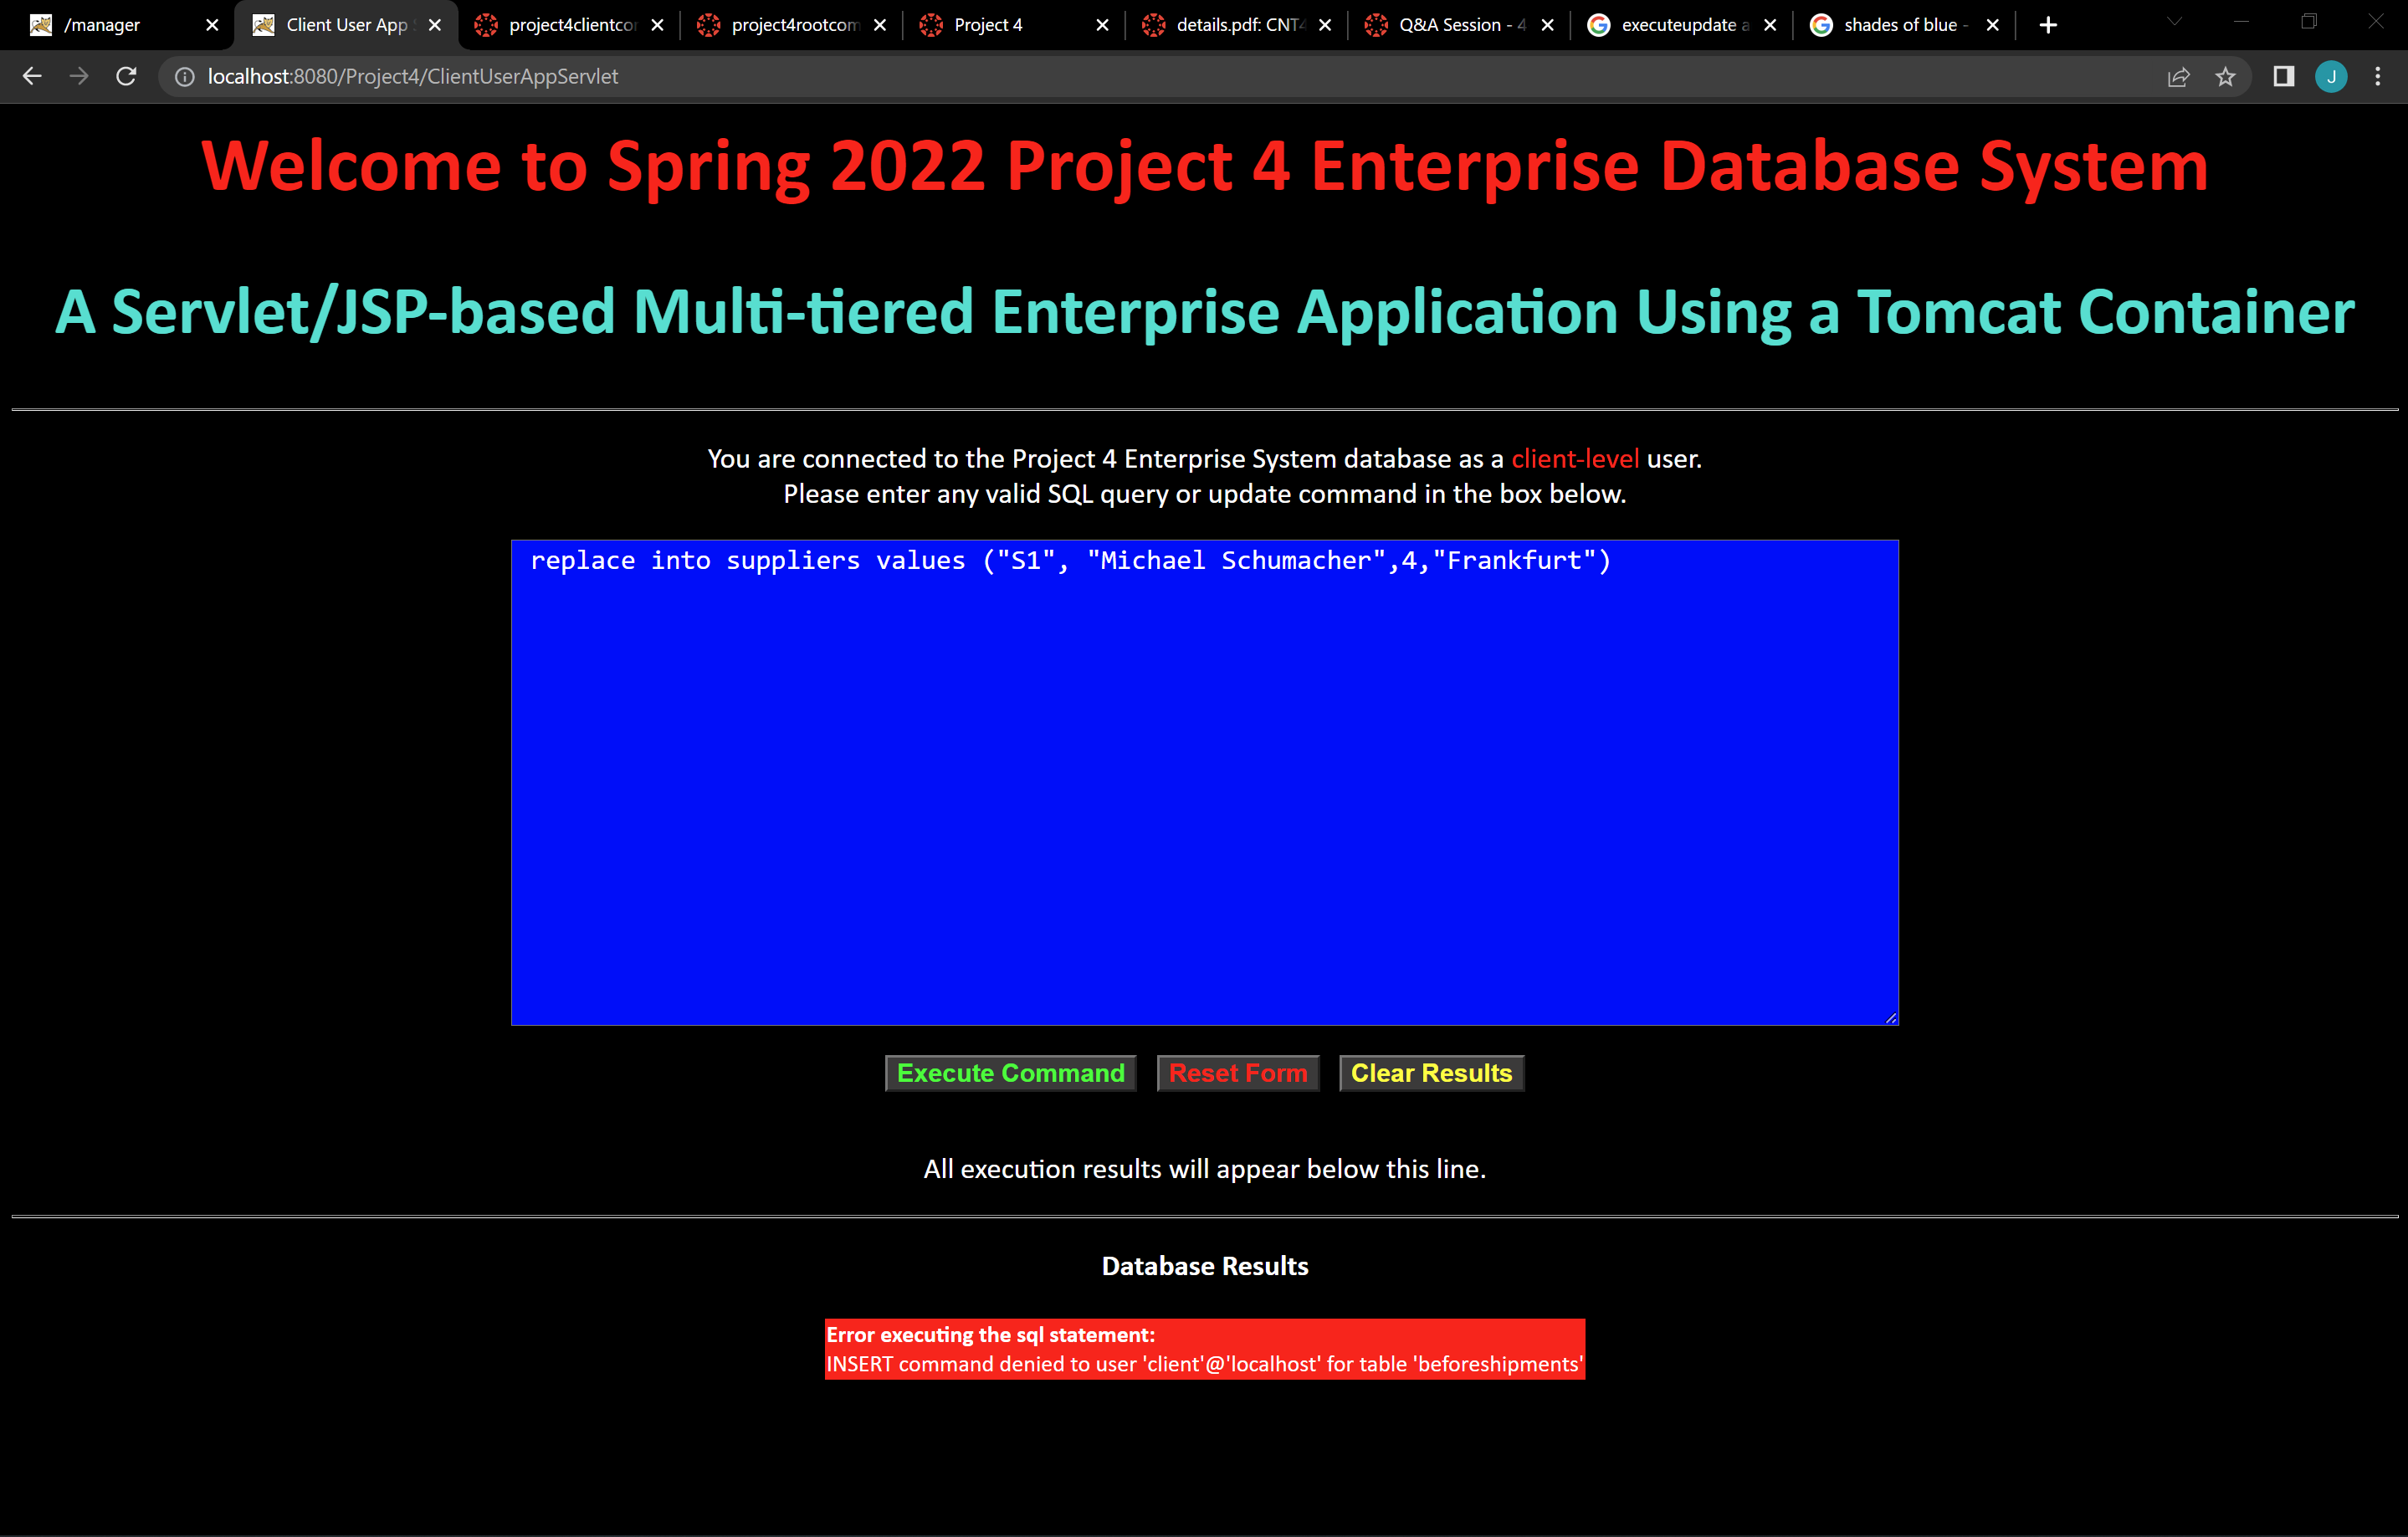 /manager
Client User App
project4clientco
project4rootcom
Project 4
details.pdf: CNT4
Q&A Session - 4
executeupdate a
shades of blue -
localhost:8080/Project4/ClientUserAppServlet
J
Welcome to Spring 2022 Project 4 Enterprise Database System
A Servlet/JSP-based Multi-tiered Enterprise Application Using a Tomcat Container
You are connected to the Project 4 Enterprise System database as a client-level user.
Please enter any valid SQL query or update command in the box below.
replace into suppliers values ("S1", "Michael Schumacher",4,"Frankfurt")
Execute Command
Reset Form
Clear Results
All execution results will appear below this line.
Database Results
Error executing the sql statement:
INSERT command denied to user 'client'@'localhost' for table 'beforeshipments'